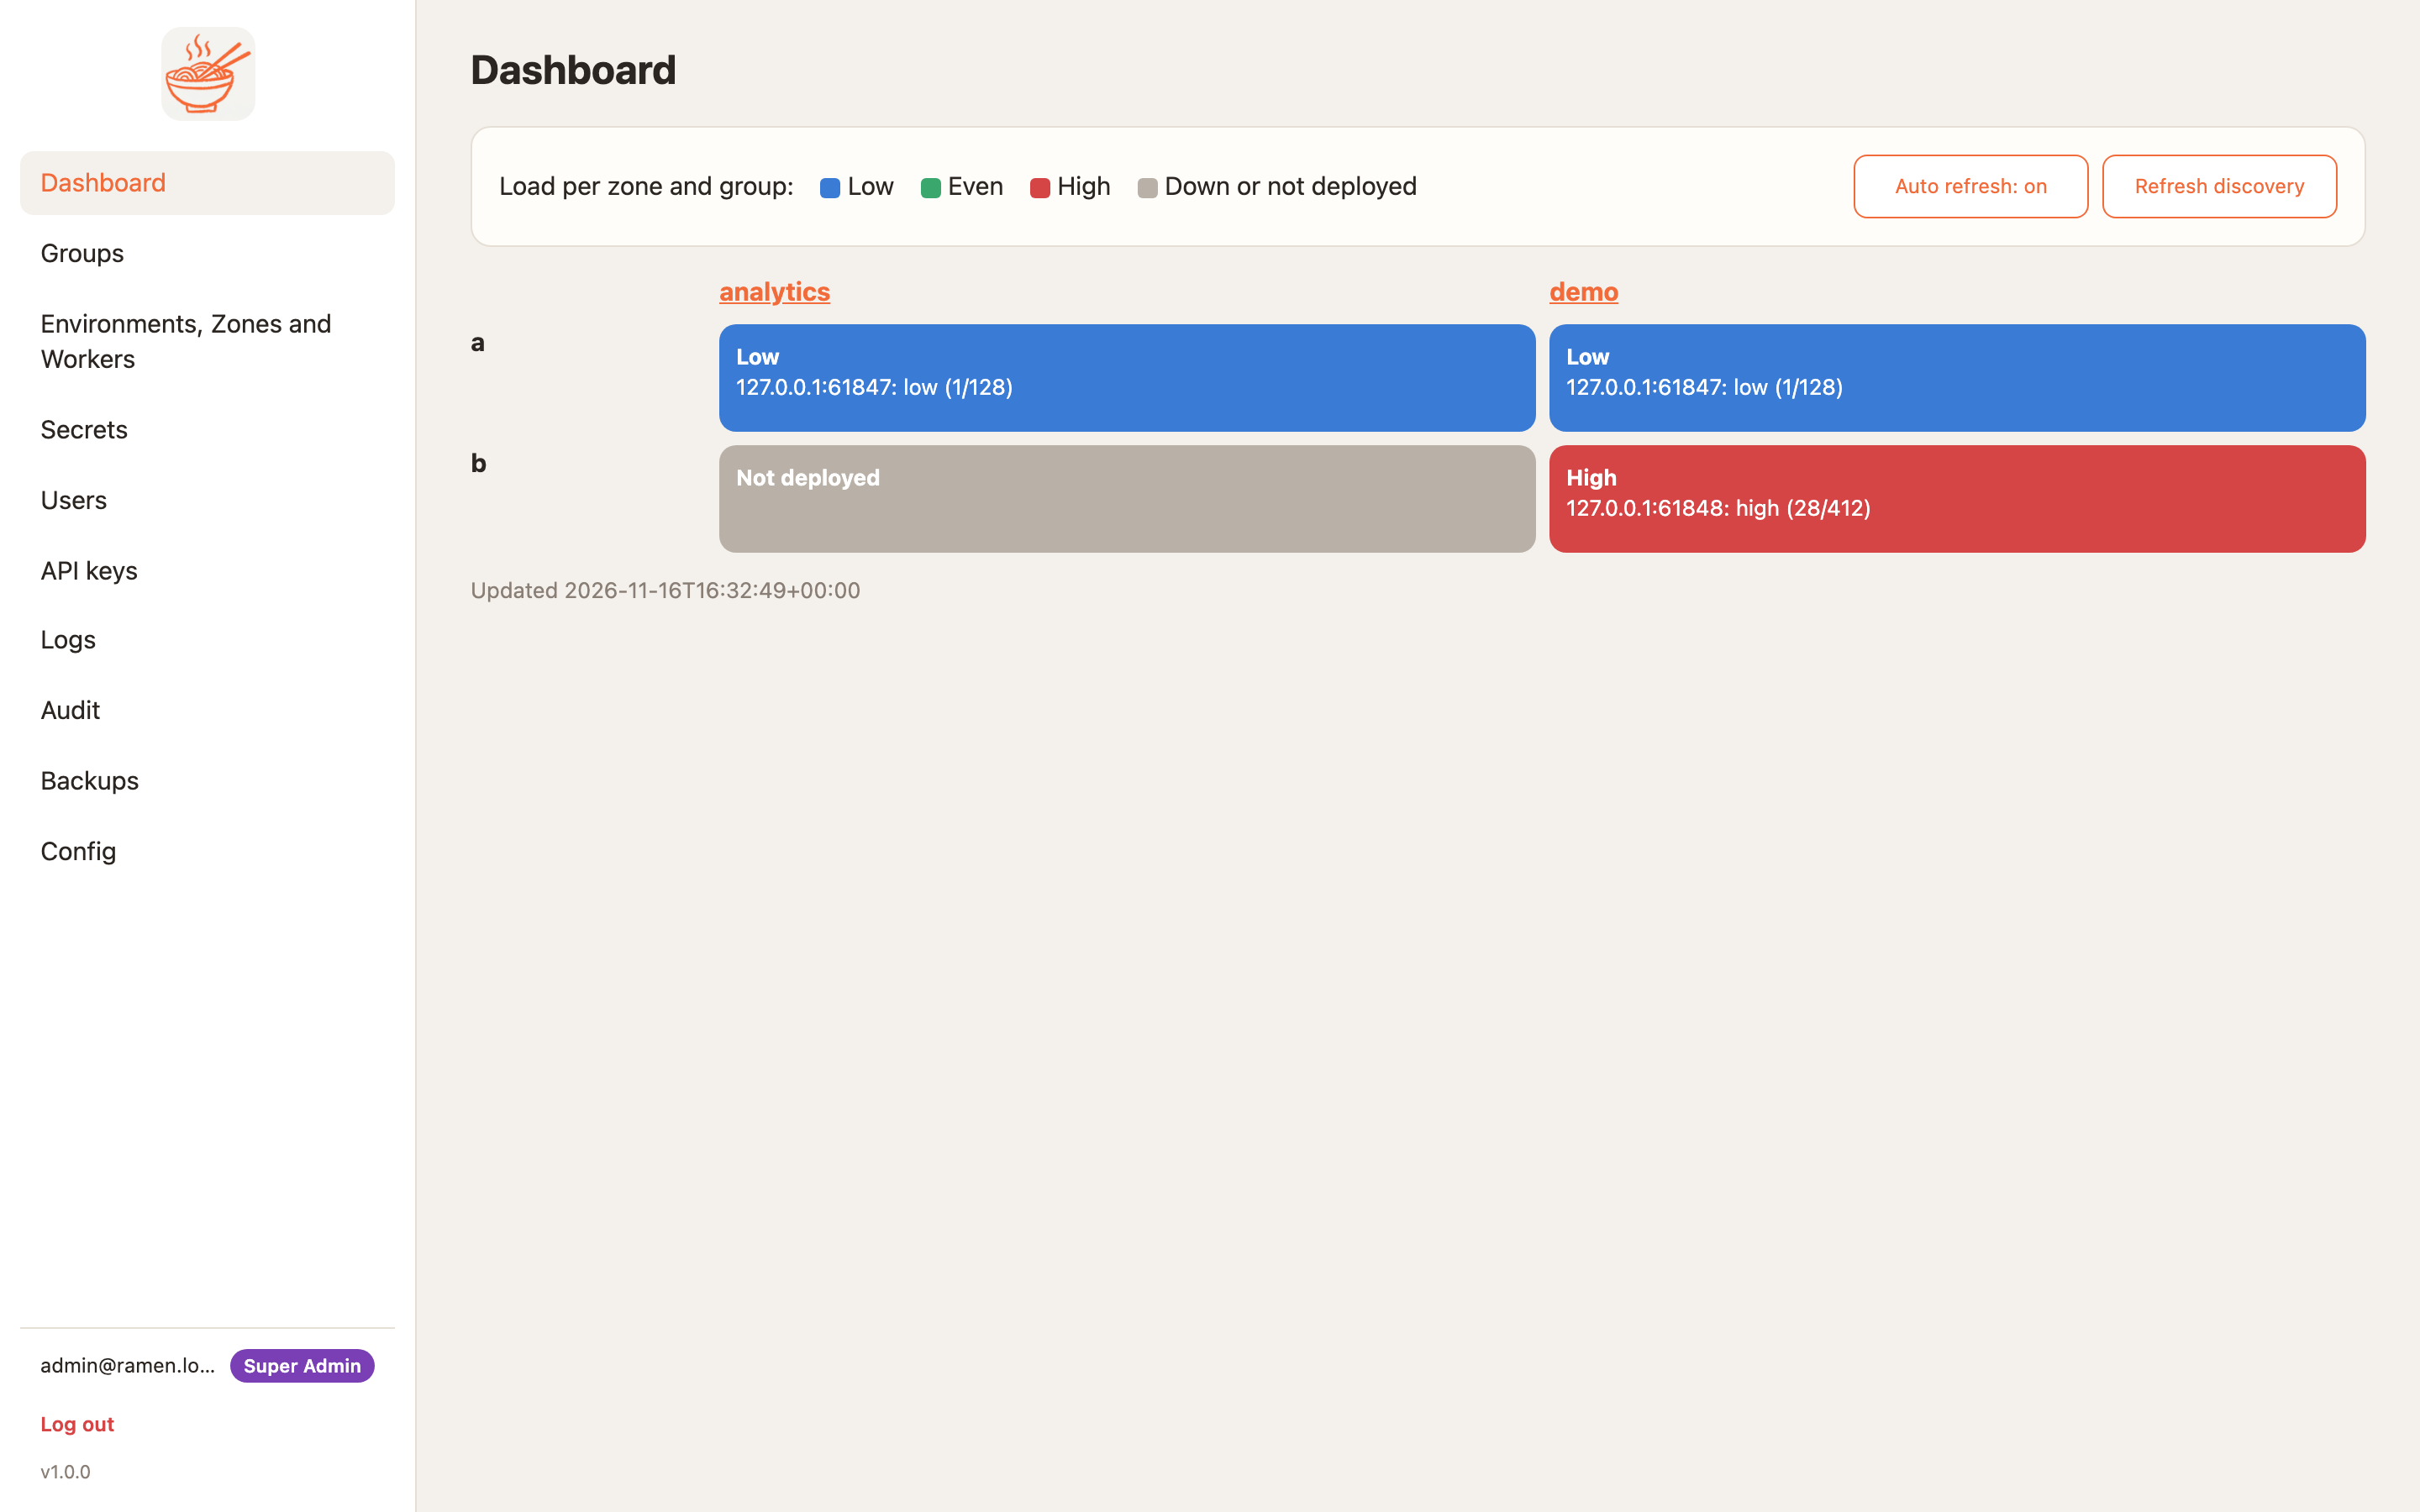 Dashboard
Groups
Environments, Zones and
Workers
Secrets
Users
API keys
Logs
Audit
Backups
Config
admin@ramen.lo...
Super Admin
Log out
v1.0.0
Dashboard
Load per zone and group:
Low
Even
High
Down or not deployed
Auto refresh: on
Refresh discovery
analytics
demo
a
Low
127.0.0.1:61847: low (1/128)
Low
127.0.0.1:61847: low (1/128)
b
Not deployed
High
127.0.0.1:61848: high (28/412)
Updated 2026-11-16T16:32:49+00:00